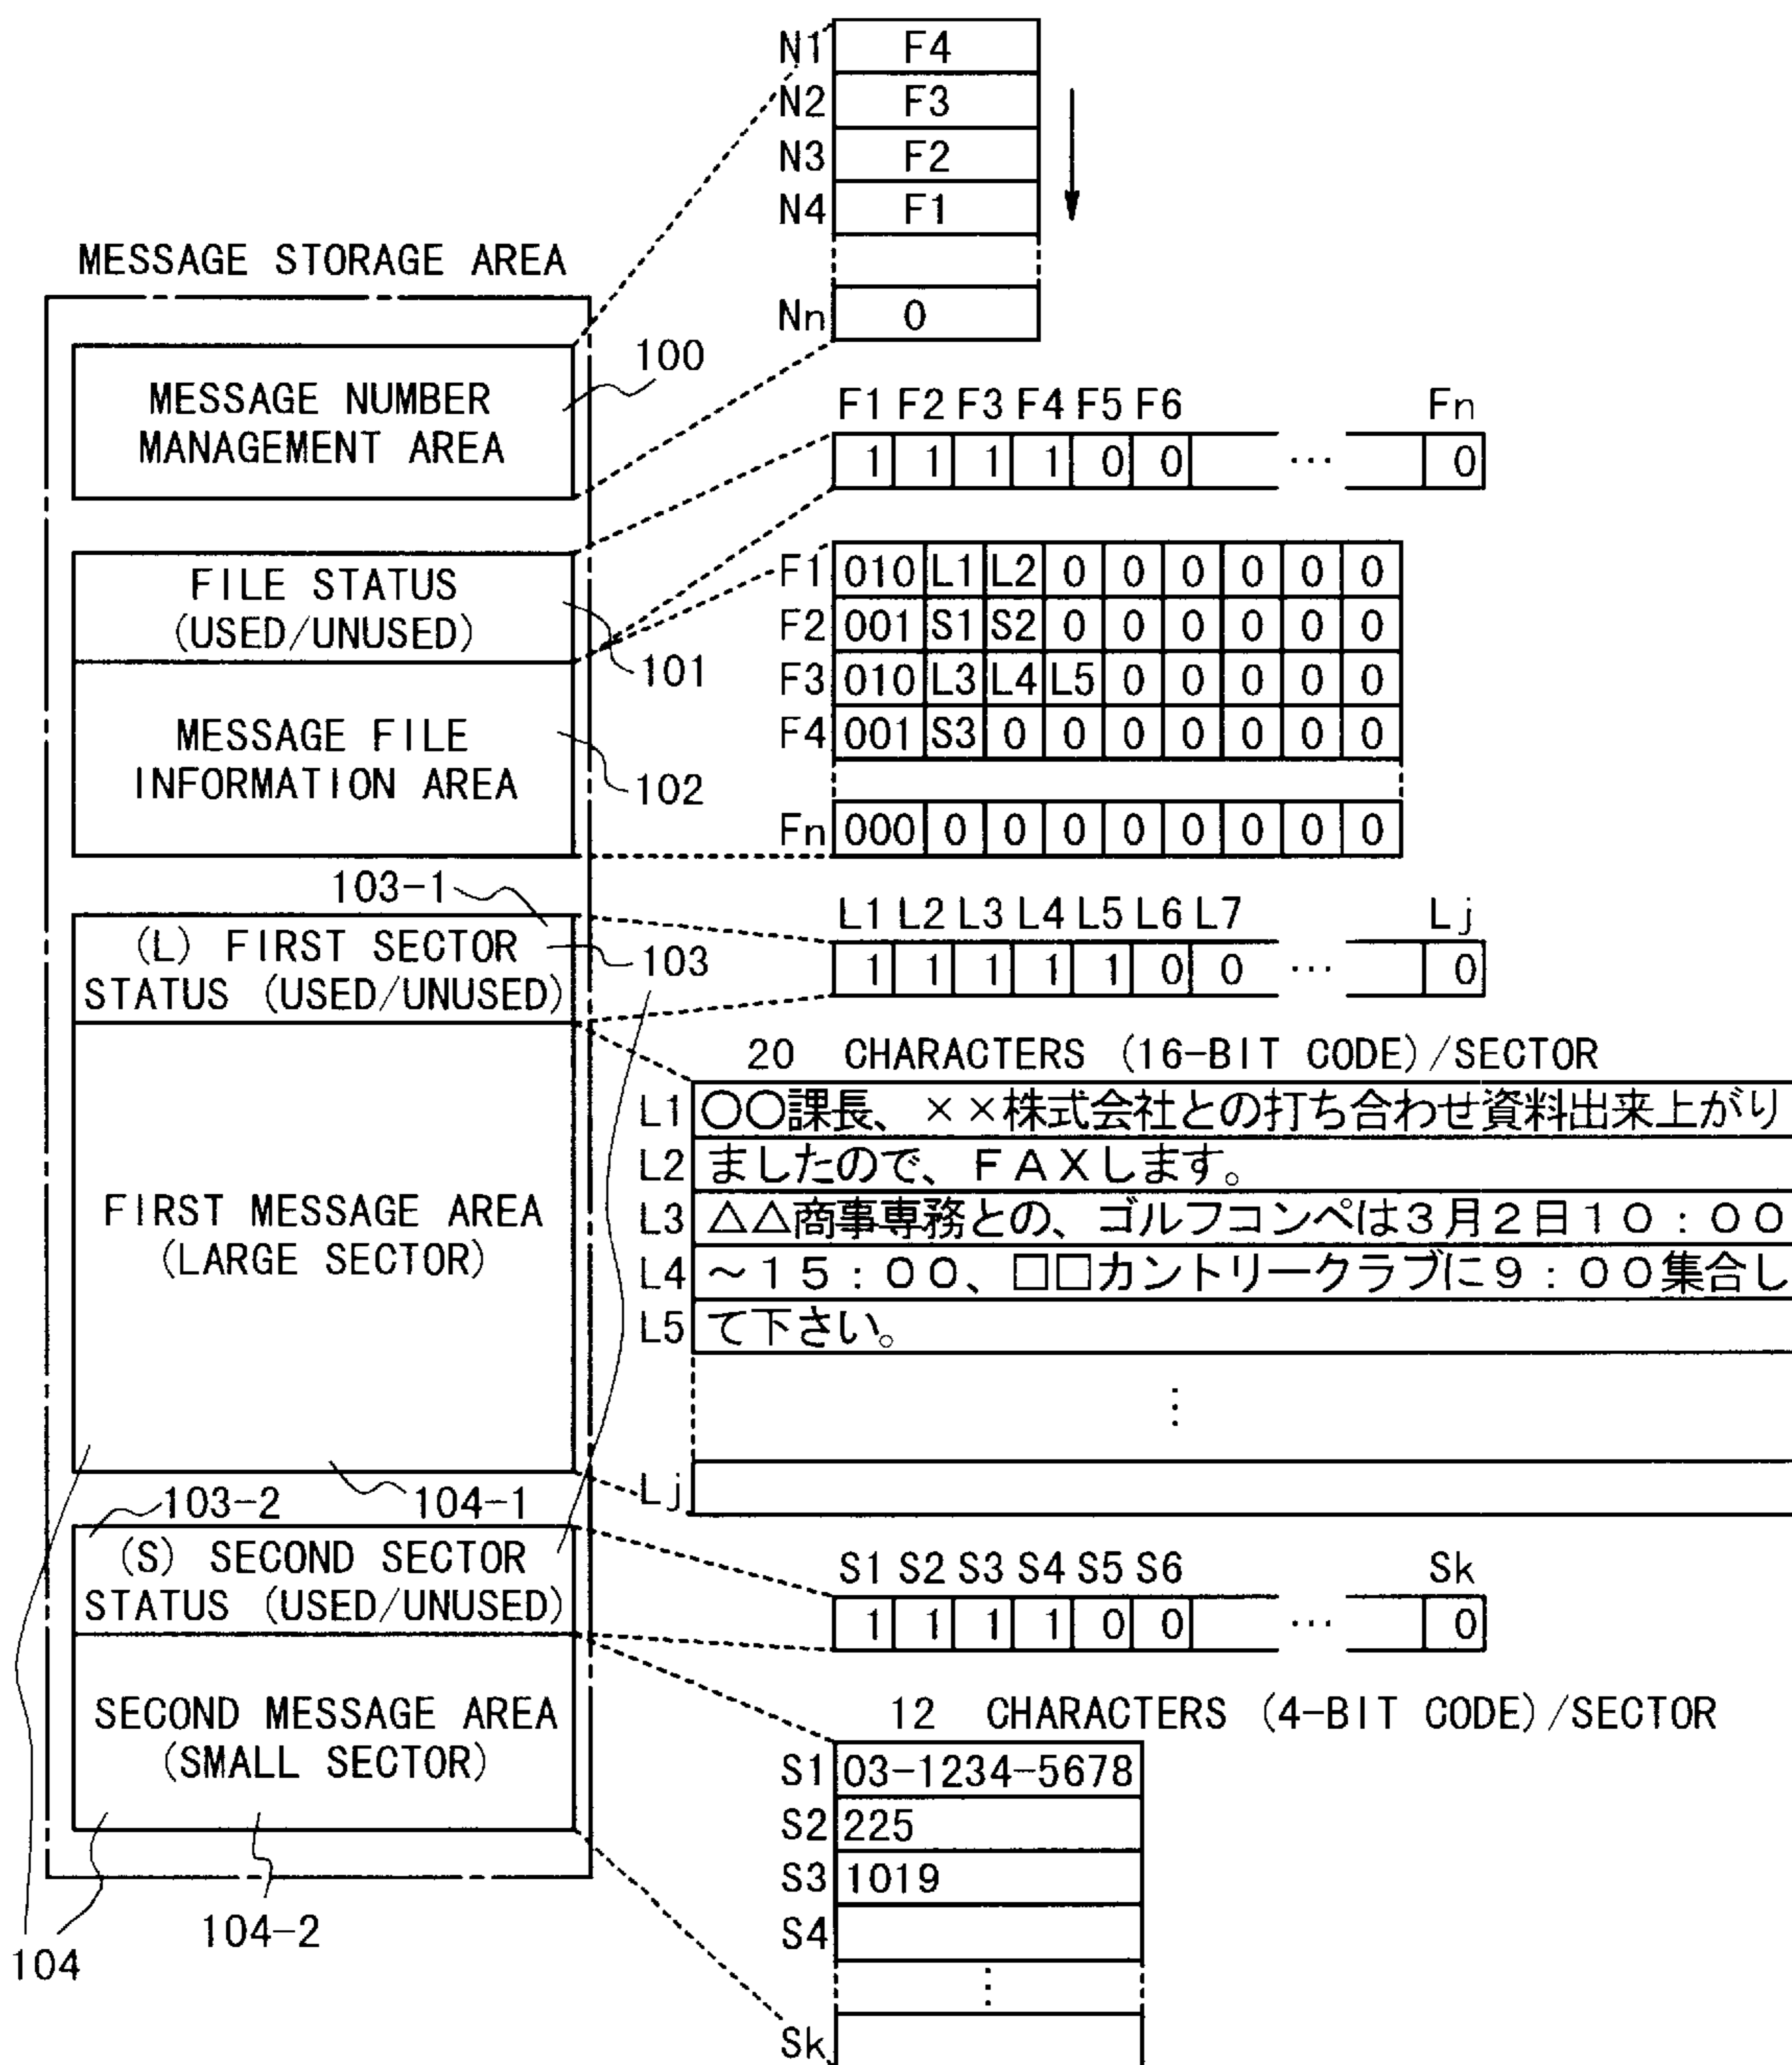 N1 F4
N2 F3
N3 F2
N4 F1
Nn 0
MESSAGE STORAGE AREA
100
MESSAGE NUMBER
MANAGEMENT AREA
F1 F2 F3 F4 F5 F6 Fn
1 1 1 1 0 0 ... 0
FILE STATUS
(USED/UNUSED)
101
MESSAGE FILE
INFORMATION AREA
102
F1 010 L1 L2 0 0 0 0 0 0
F2 001 S1 S2 0 0 0 0 0 0
F3 010 L3 L4 L5 0 0 0 0 0
F4 001 S3 0 0 0 0 0 0 0
Fn 000 0 0 0 0 0 0 0 0
103-1
(L) FIRST SECTOR
STATUS (USED/UNUSED)
103
L1 L2 L3 L4 L5 L6 L7 Lj
1 1 1 1 1 0 0 ... 0
20 CHARACTERS (16-BIT CODE)/SECTOR
FIRST MESSAGE AREA
(LARGE SECTOR)
L1 〇〇課長、××株式会社との打ち合わせ資料出来上がり
L2 ましたので、FAXします。
L3 △△商事専務との、ゴルフコンペは3月2日10:00
L4 ~15:00、□□カントリークラブに9:00集合し
L5 て下さい。
⋮
Lj
103-2
104-1
(S) SECOND SECTOR
STATUS (USED/UNUSED)
S1 S2 S3 S4 S5 S6 Sk
1 1 1 1 0 0 ... 0
SECOND MESSAGE AREA
(SMALL SECTOR)
12 CHARACTERS (4-BIT CODE)/SECTOR
S1 03-1234-5678
S2 225
S3 1019
S4
⋮
Sk
104-2
104